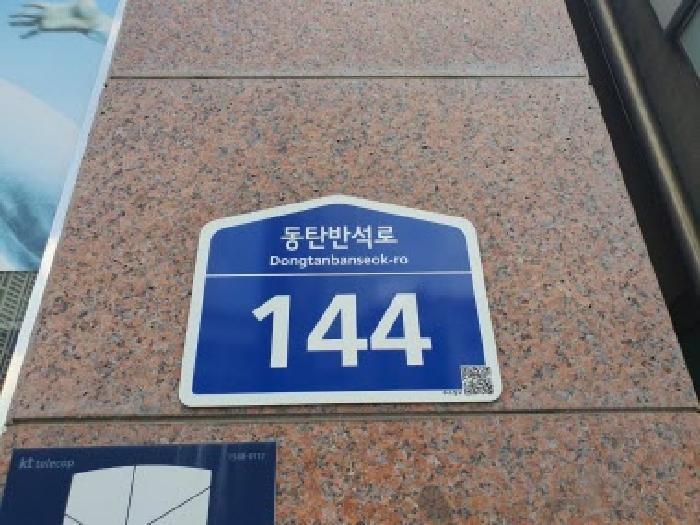 동탄반석로
Dongtanbanseok-ro
144
kt telecop